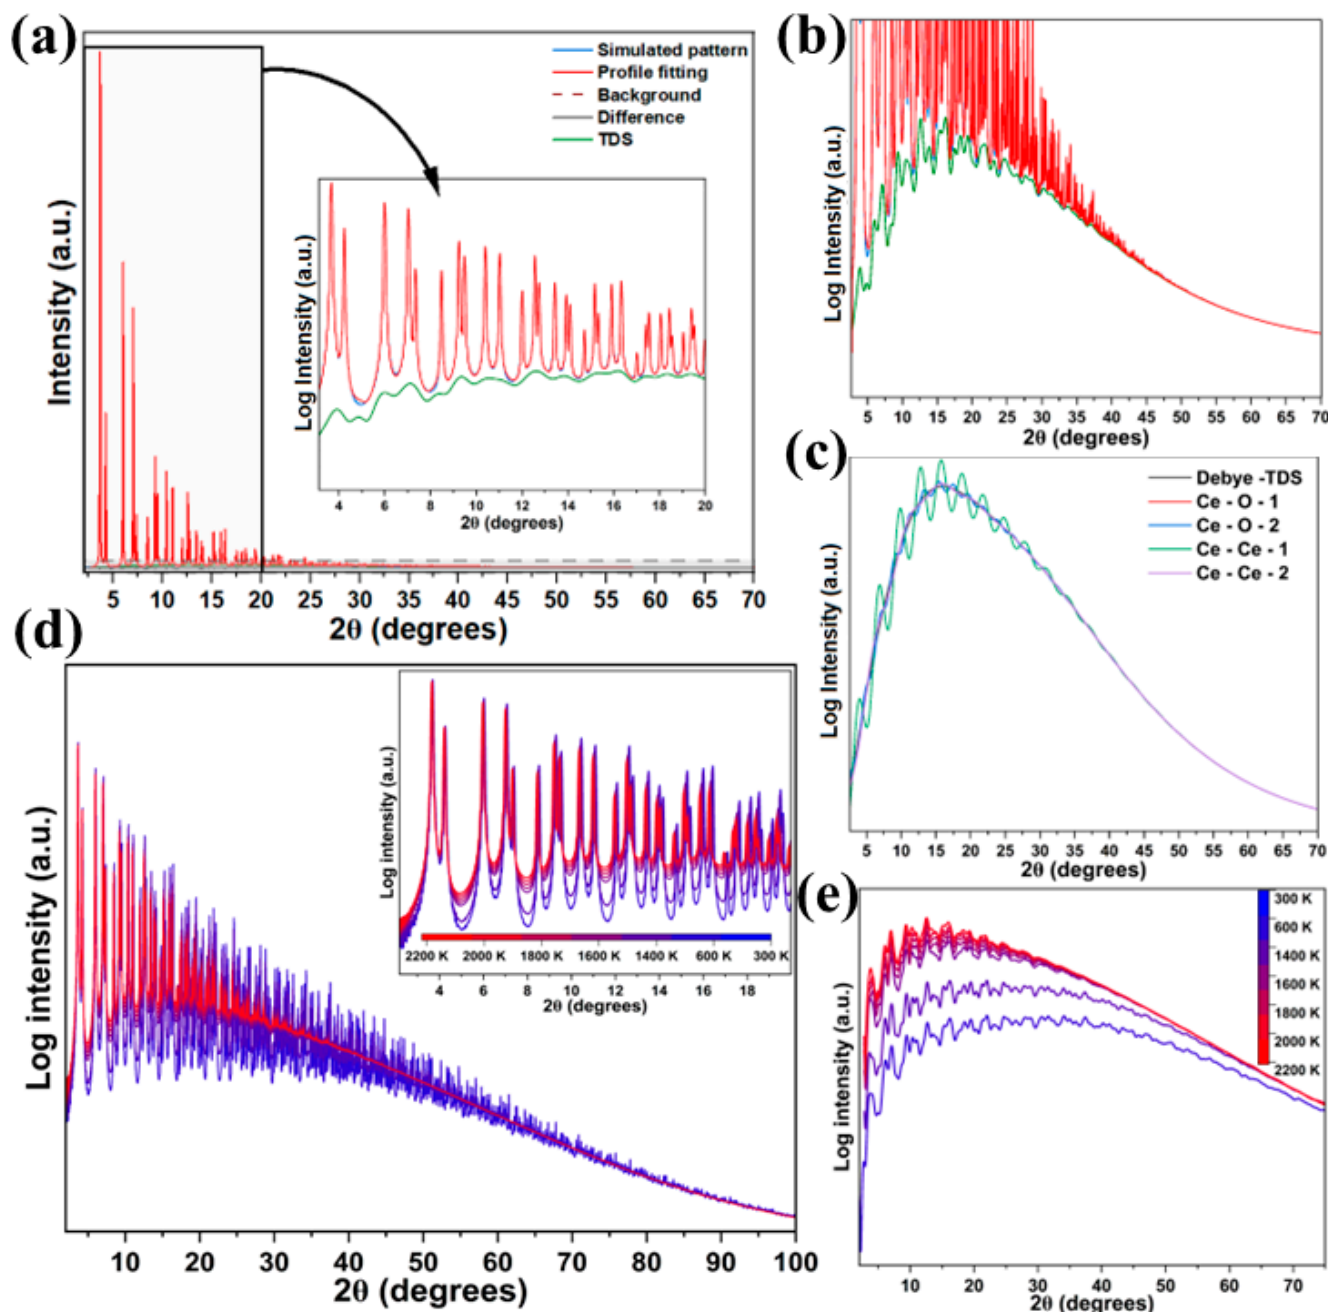 (a)
Simulated pattern
Profile fitting
Background
Difference
TDS
Intensity (a.u.)
Log Intensity (a.u.)
4 6 8 10 12 14 16 18 20
2θ (degrees)
5 10 15 20 25 30 35 40 45 50 55 60 65 70
2θ (degrees)
(b)
Log Intensity (a.u.)
5 10 15 20 25 30 35 40 45 50 55 60 65 70
2θ (degrees)
(c)
Debye -TDS
Ce - O - 1
Ce - O - 2
Ce - Ce - 1
Ce - Ce - 2
Log Intensity (a.u.)
5 10 15 20 25 30 35 40 45 50 55 60 65 70
2θ (degrees)
(d)
Log intensity (a.u.)
Log intensity (a.u.)
2200 K 2000 K 1800 K 1600 K 1400 K 600 K 300 K
4 6 8 10 12 14 16 18
2θ (degrees)
10 20 30 40 50 60 70 80 90 100
2θ (degrees)
(e)
300 K
600 K
1400 K
1600 K
1800 K
2000 K
2200 K
Log intensity (a.u.)
10 20 30 40 50 60 70
2θ (degrees)